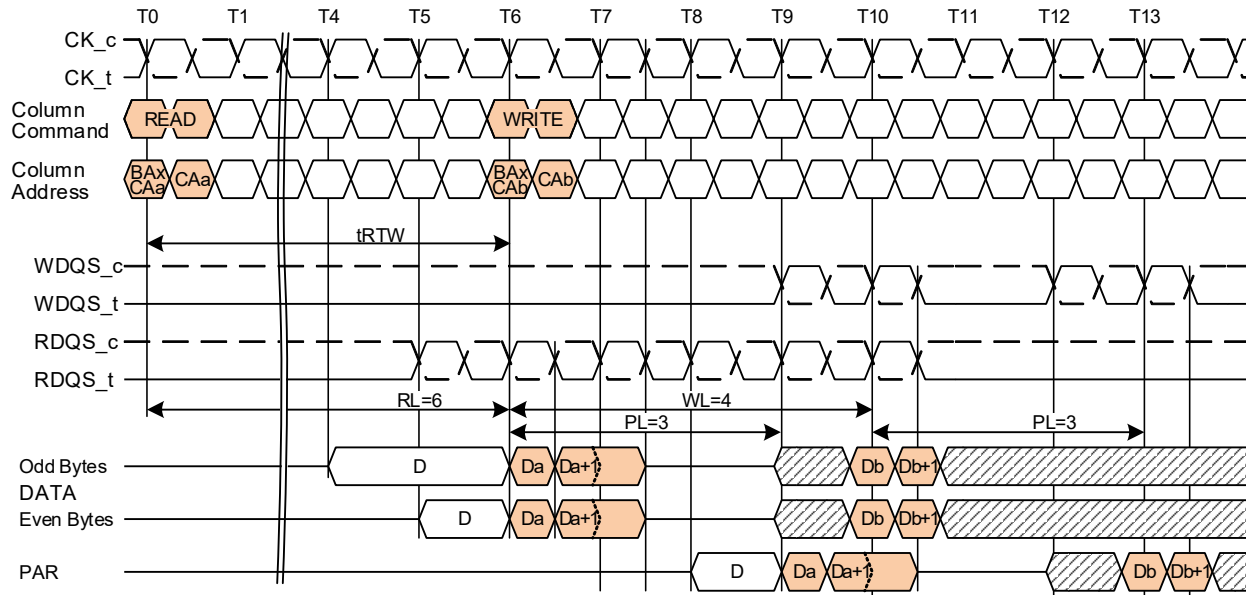 T0 T1 T4 T5 T6 T7 T8 T9 T10 T11 T12 T13
CK_c
CK_t
Column
Command
READ WRITE
Column
Address
BAx
CAa
CAa
BAx
CAb
CAb
tRTW
WDQS_c
WDQS_t
RDQS_c
RDQS_t
RL=6 WL=4
PL=3 PL=3
Odd Bytes D Da Da+1 Db Db+1
DATA
Even Bytes D Da Da+1 Db Db+1
PAR D Da Da+1 Db Db+1